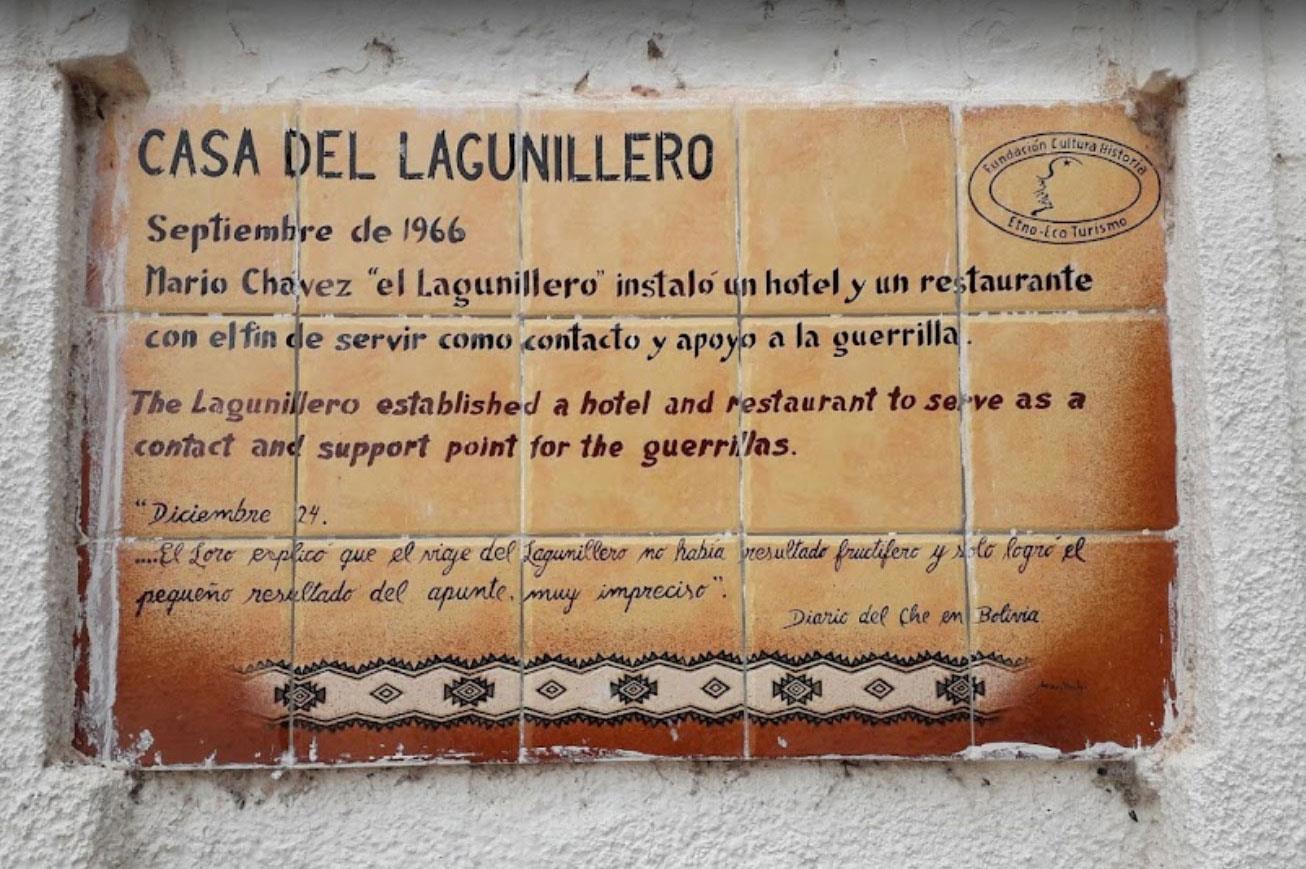 CASA DEL LAGUNILLERO
Fundación Cultura Historia
Etno-Eco Turismo
Septiembre de 1966
Mario Chavez "el Lagunillero" instaló un hotel y un restaurante
con el fin de servir como contacto y apoyo a la guerrilla.
The Lagunillero established a hotel and restaurant to serve as a
contact and support point for the guerrillas.
"Diciembre 24.
....El Loro explicó que el viaje del Lagunillero no había resultado fructífero y solo logró el
pequeño resultado del apunte, muy impreciso".
Diario del Che en Bolivia